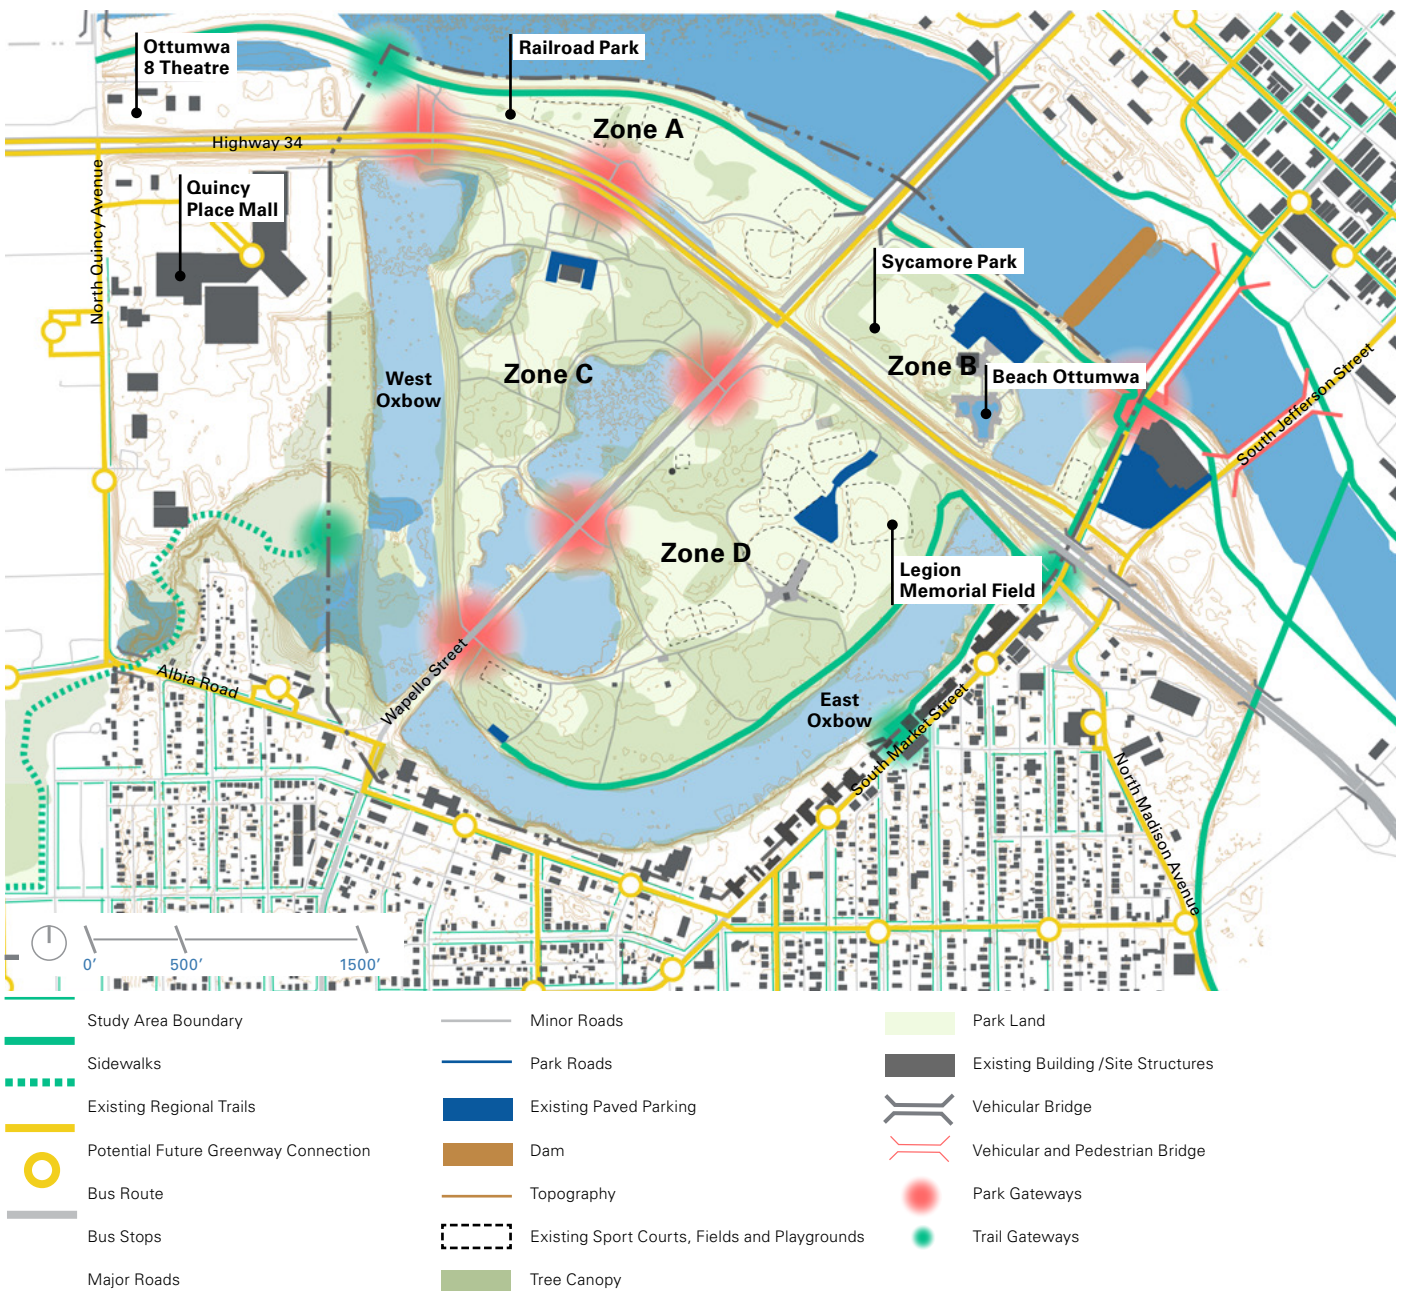 Ottumwa
8 Theatre
Railroad Park
Zone A
Highway 34
Quincy
Place Mall
North Quincy Avenue
Sycamore Park
Zone B
Beach Ottumwa
West
Oxbow
Zone C
South Jefferson Street
Zone D
Legion
Memorial Field
Wapello Street
Albia Road
East
Oxbow
South Market Street
North Madison Avenue
0’
500’
1500’
Study Area Boundary
Sidewalks
Existing Regional Trails
Potential Future Greenway Connection
Bus Route
Bus Stops
Major Roads
Minor Roads
Park Roads
Existing Paved Parking
Dam
Topography
Existing Sport Courts, Fields and Playgrounds
Tree Canopy
Park Land
Existing Building /Site Structures
Vehicular Bridge
Vehicular and Pedestrian Bridge
Park Gateways
Trail Gateways